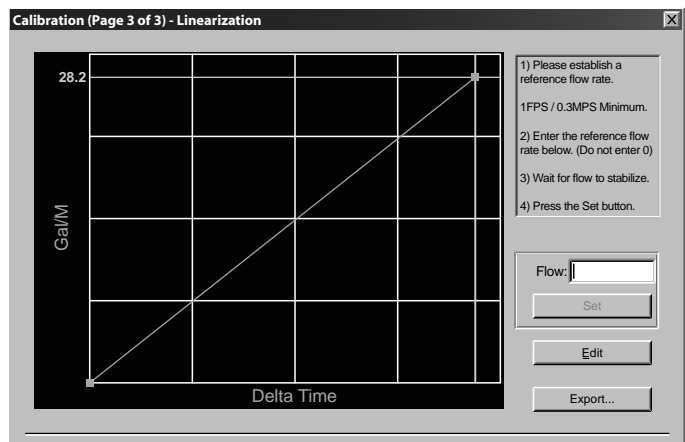 Calibration (Page 3 of 3) - Linearization
X
28.2
Gal/M
Delta Time
1) Please establish a
reference flow rate.
1FPS / 0.3MPS Minimum.
2) Enter the reference flow
rate below. (Do not enter 0)
3) Wait for flow to stabilize.
4) Press the Set button.
Flow:
Set
Edit
Export...